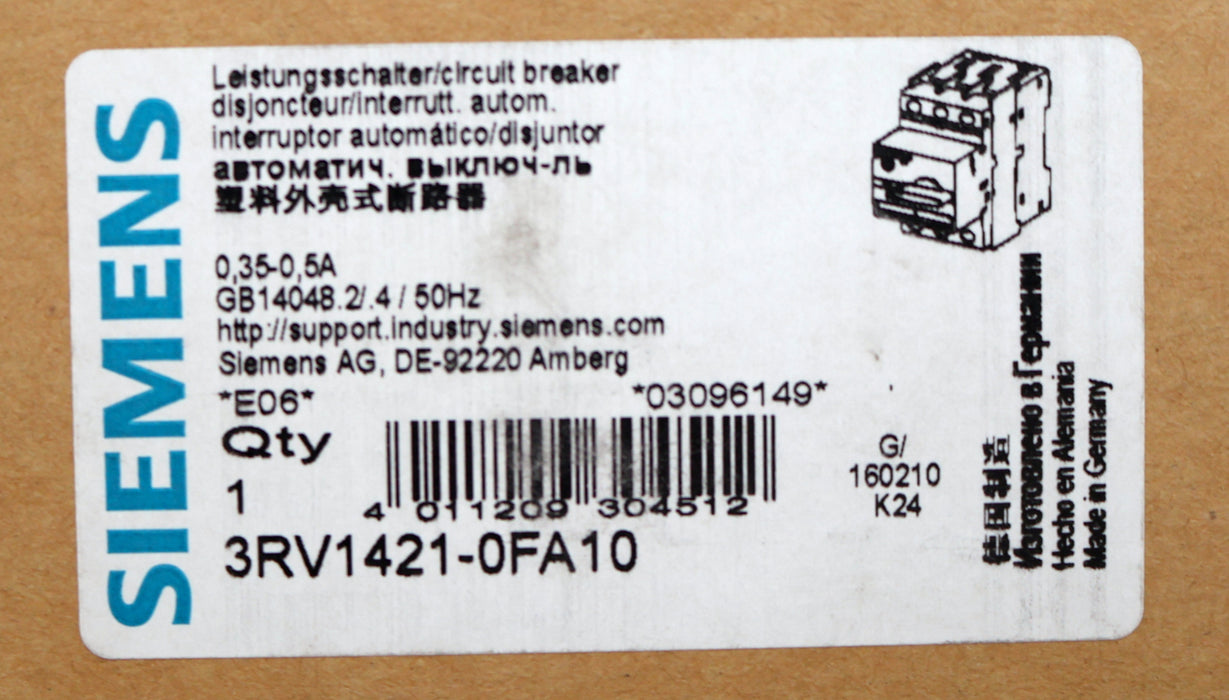 SIEMENS
Leistungsschalter/circuit breaker
disjoncteur/interrutt. autom.
interruptor automático/disjuntor
автоматич. выключ-ль
塑料外壳式断路器
0,35-0,5A
GB14048.2/.4 / 50Hz
http://support.industry.siemens.com
Siemens AG, DE-92220 Amberg
*E06* *03096149*
Qty
1
4 011209 304512
3RV1421-0FA10
G/
160210
K24
德国制造
Изготовлено в Германии
Hecho en Alemania
Made in Germany